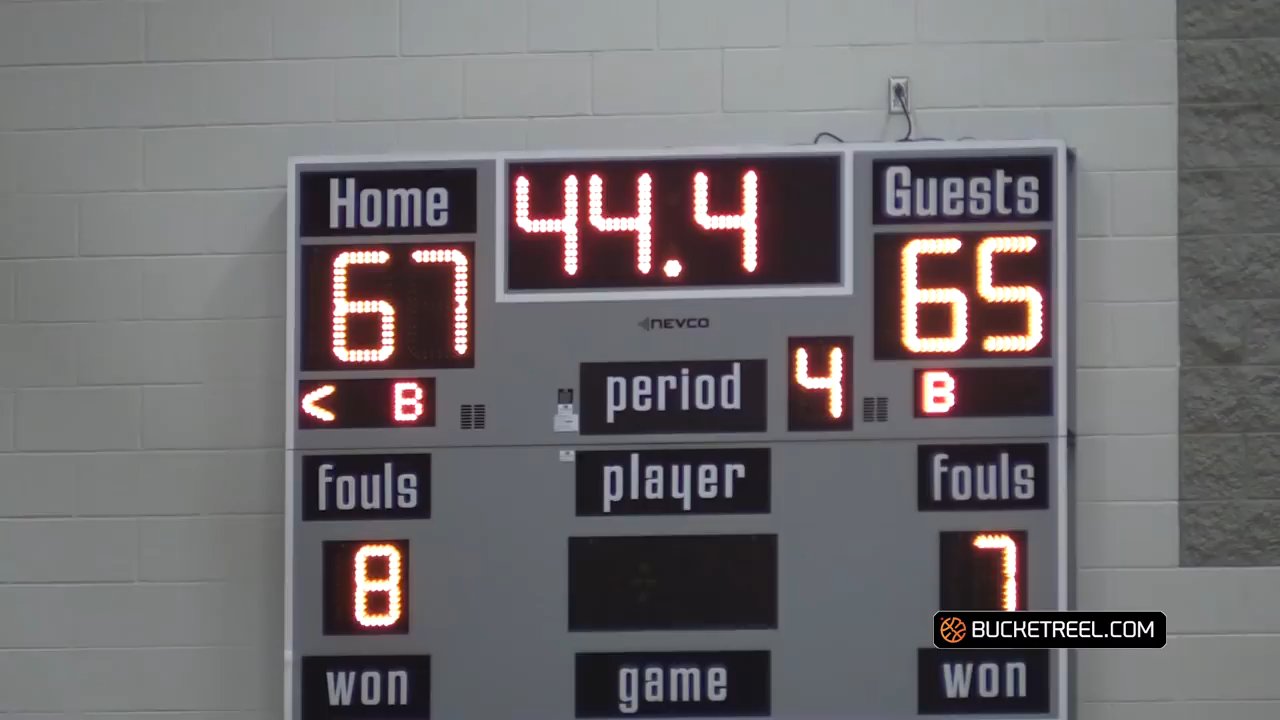 Home 44.4 Guests
67 65
NEVCO
< B period 4 B
fouls player fouls
8 7
BUCKETREEL.COM
won game won